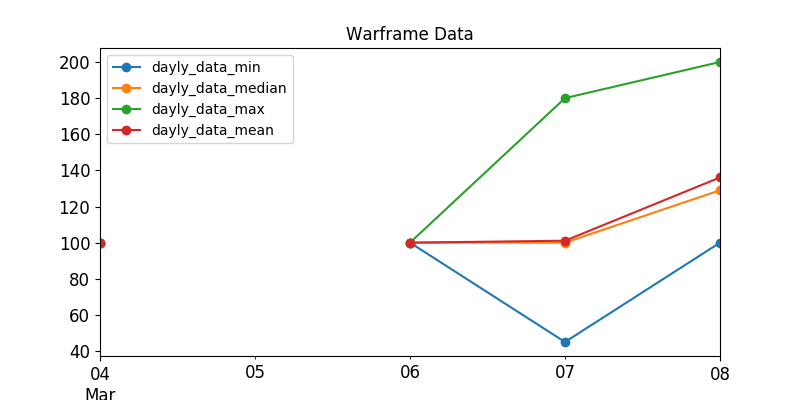 Warframe Data
dayly_data_min
dayly_data_median
dayly_data_max
dayly_data_mean
200
180
160
140
120
100
80
60
40
04 05 06 07 08
Mar